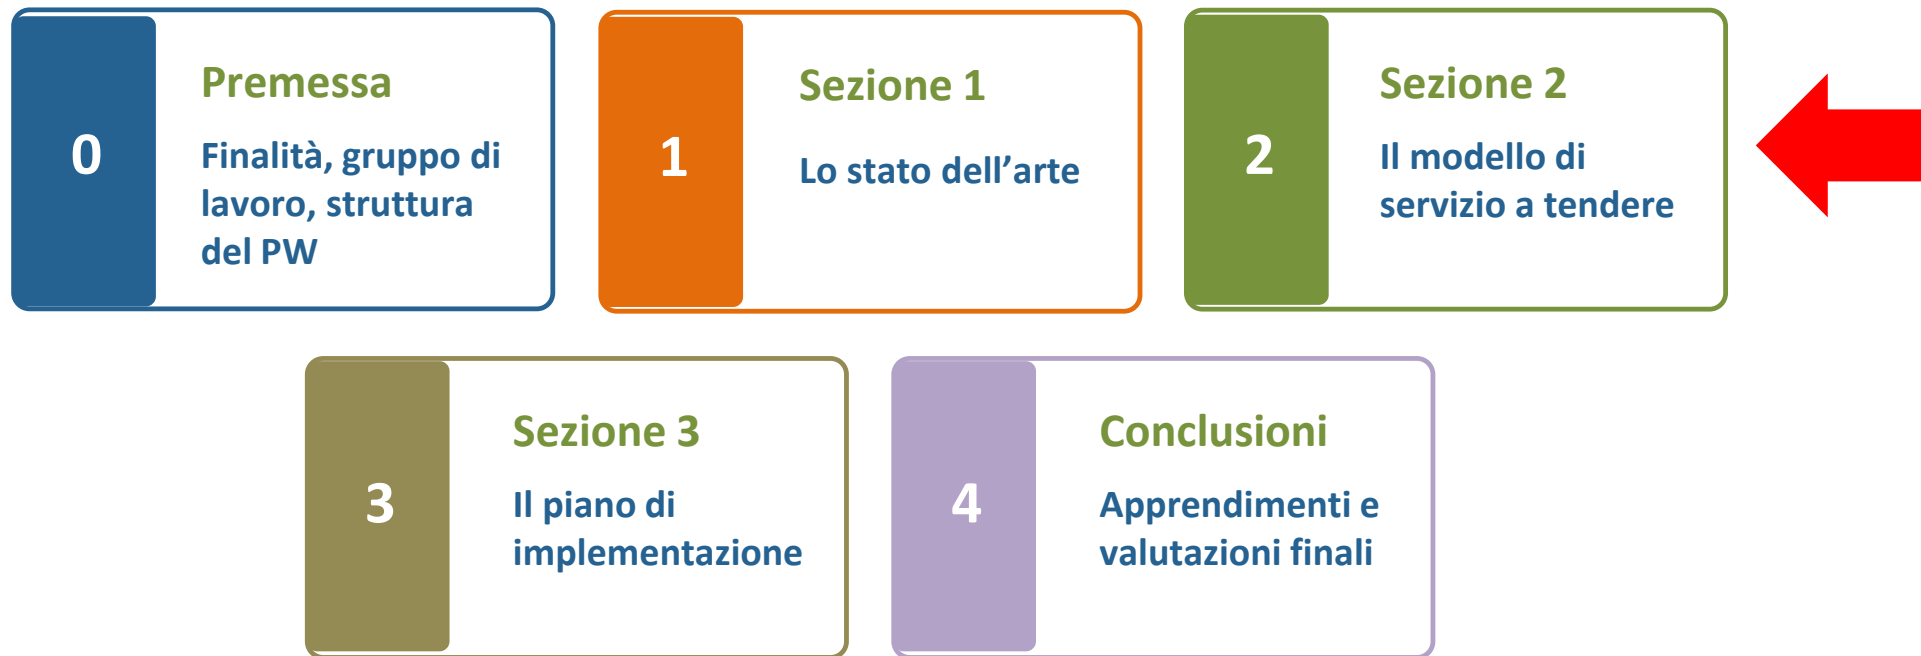 0
Premessa
Finalità, gruppo di
lavoro, struttura
del PW
1
Sezione 1
Lo stato dell’arte
2
Sezione 2
Il modello di
servizio a tendere
3
Sezione 3
Il piano di
implementazione
4
Conclusioni
Apprendimenti e
valutazioni finali